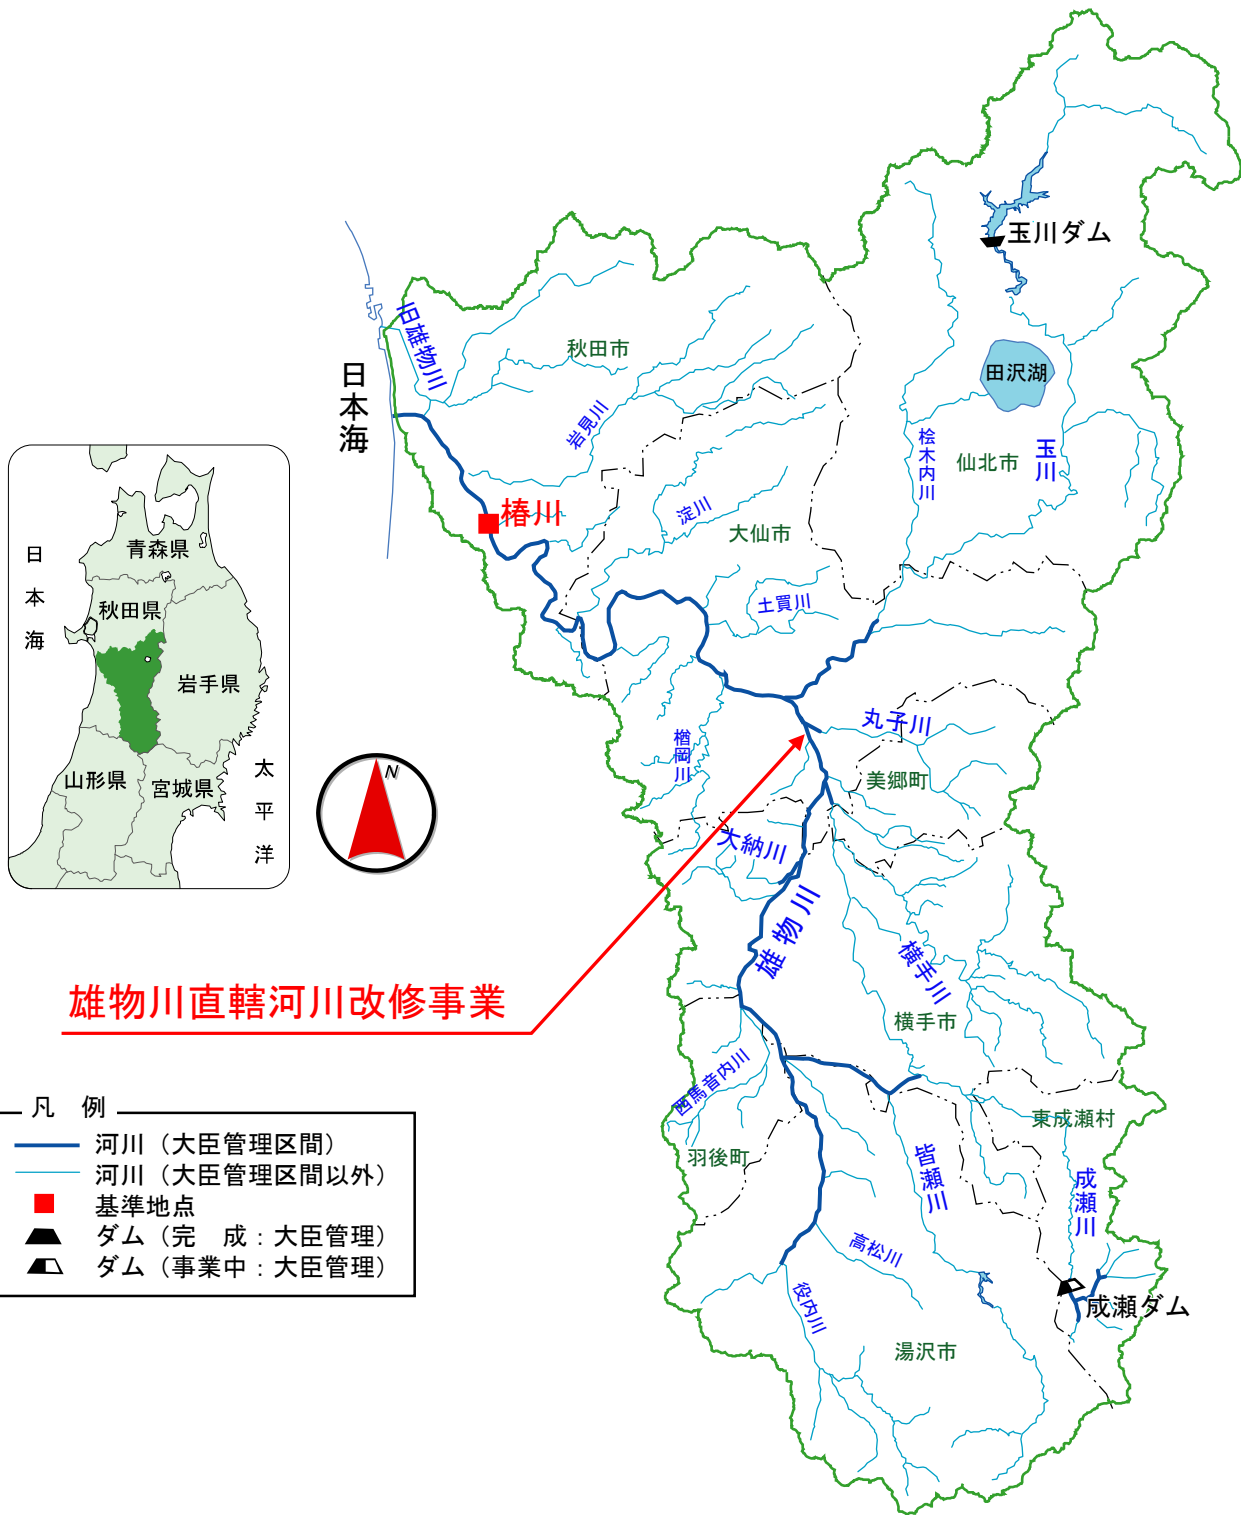 玉川ダム
旧雄物川
秋田市
日本海
田沢湖
岩見川
桧木内川
玉川
仙北市
椿川
淀川
大仙市
土買川
日本海
青森県
秋田県
岩手県
山形県
宮城県
太平洋
N
丸子川
楢岡川
美郷町
大納川
雄物川
横手川
雄物川直轄河川改修事業
横手市
西馬音内川
凡　例
河川（大臣管理区間）
河川（大臣管理区間以外）
基準地点
ダム（完　成：大臣管理）
ダム（事業中：大臣管理）
東成瀬村
羽後町
皆瀬川
成瀬川
高松川
役内川
成瀬ダム
湯沢市